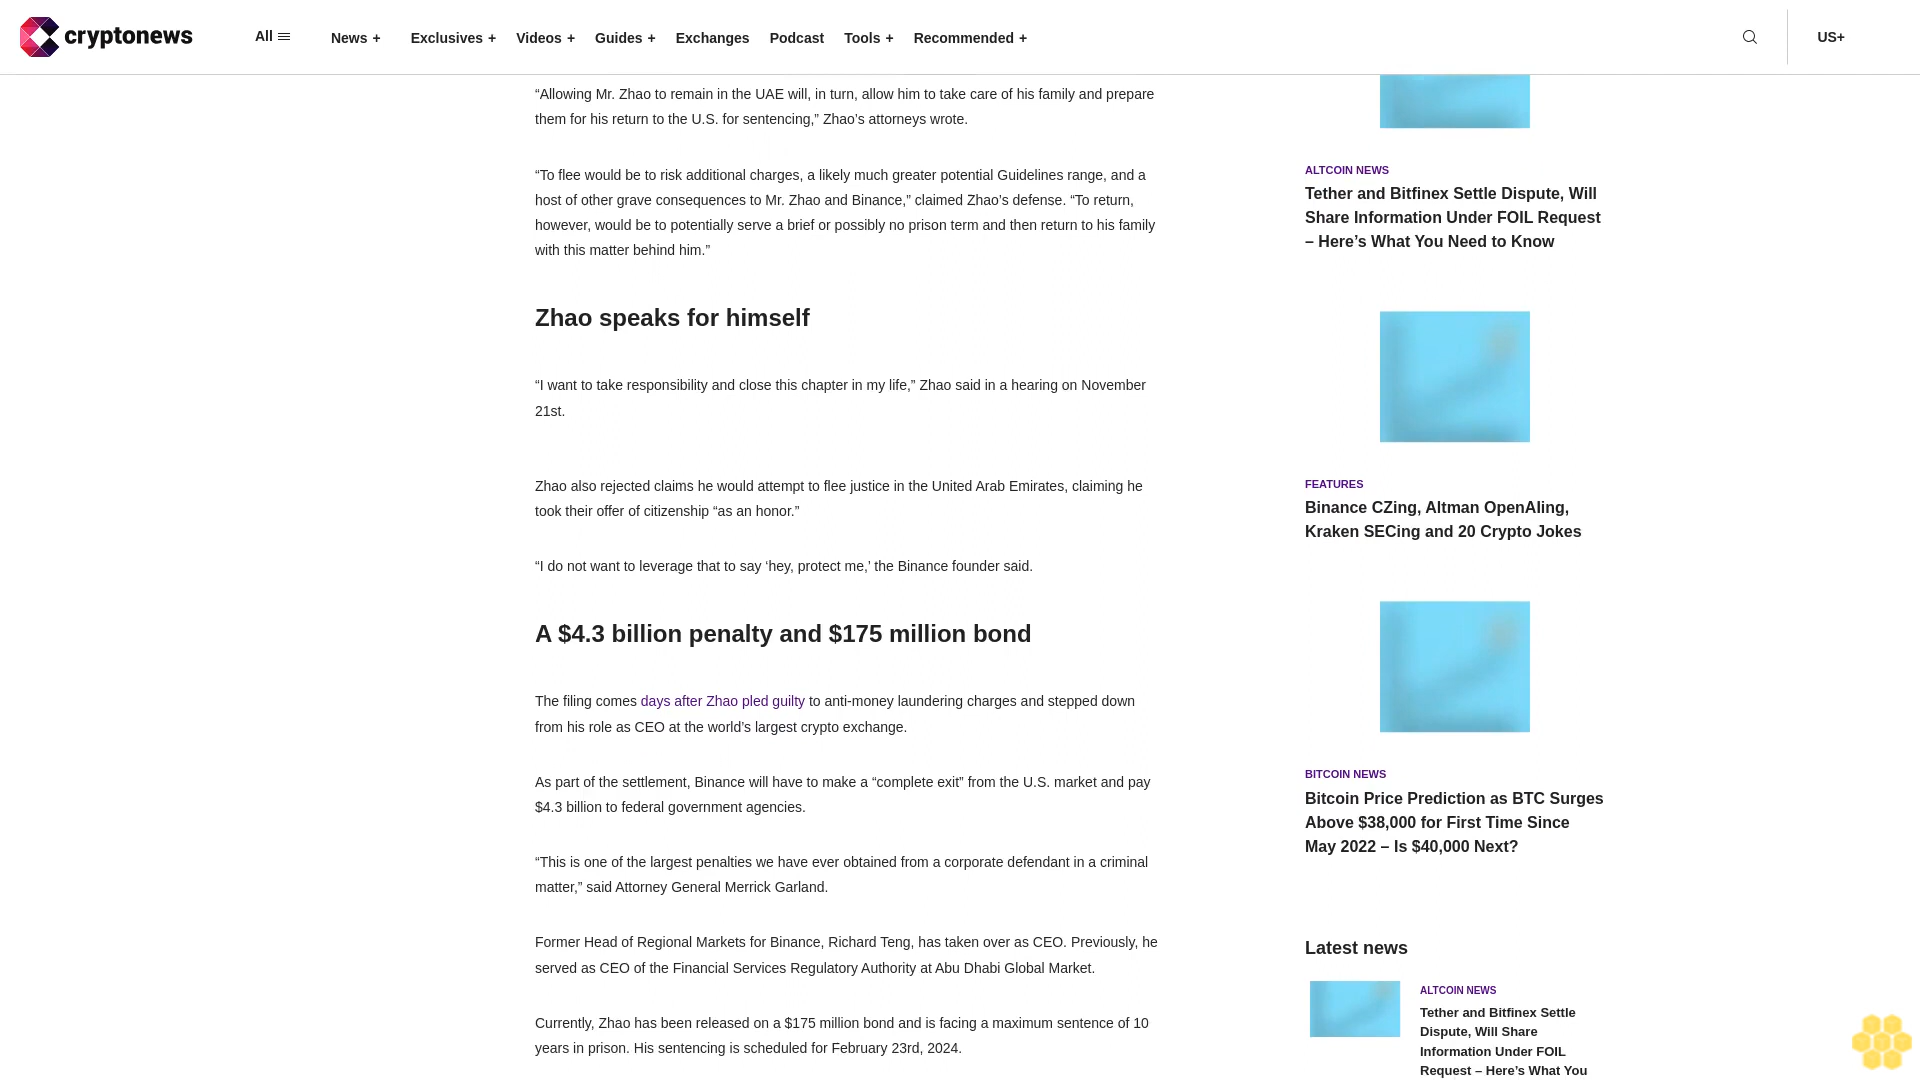 cryptonews
All
News +
Exclusives +
Videos +
Guides +
Exchanges
Podcast
Tools +
Recommended +
US+
“Allowing Mr. Zhao to remain in the UAE will, in turn, allow him to take care of his family and prepare
them for his return to the U.S. for sentencing,” Zhao’s attorneys wrote.
“To flee would be to risk additional charges, a likely much greater potential Guidelines range, and a
host of other grave consequences to Mr. Zhao and Binance,” claimed Zhao’s defense. “To return,
however, would be to potentially serve a brief or possibly no prison term and then return to his family
with this matter behind him.”
Zhao speaks for himself
“I want to take responsibility and close this chapter in my life,” Zhao said in a hearing on November
21st.
Zhao also rejected claims he would attempt to flee justice in the United Arab Emirates, claiming he
took their offer of citizenship “as an honor.”
“I do not want to leverage that to say ‘hey, protect me,’ the Binance founder said.
A $4.3 billion penalty and $175 million bond
The filing comes days after Zhao pled guilty to anti-money laundering charges and stepped down
from his role as CEO at the world’s largest crypto exchange.
As part of the settlement, Binance will have to make a “complete exit” from the U.S. market and pay
$4.3 billion to federal government agencies.
“This is one of the largest penalties we have ever obtained from a corporate defendant in a criminal
matter,” said Attorney General Merrick Garland.
Former Head of Regional Markets for Binance, Richard Teng, has taken over as CEO. Previously, he
served as CEO of the Financial Services Regulatory Authority at Abu Dhabi Global Market.
Currently, Zhao has been released on a $175 million bond and is facing a maximum sentence of 10
years in prison. His sentencing is scheduled for February 23rd, 2024.
ALTCOIN NEWS
Tether and Bitfinex Settle Dispute, Will
Share Information Under FOIL Request
– Here’s What You Need to Know
FEATURES
Binance CZing, Altman OpenAIing,
Kraken SECing and 20 Crypto Jokes
BITCOIN NEWS
Bitcoin Price Prediction as BTC Surges
Above $38,000 for First Time Since
May 2022 – Is $40,000 Next?
Latest news
ALTCOIN NEWS
Tether and Bitfinex Settle
Dispute, Will Share
Information Under FOIL
Request – Here’s What You